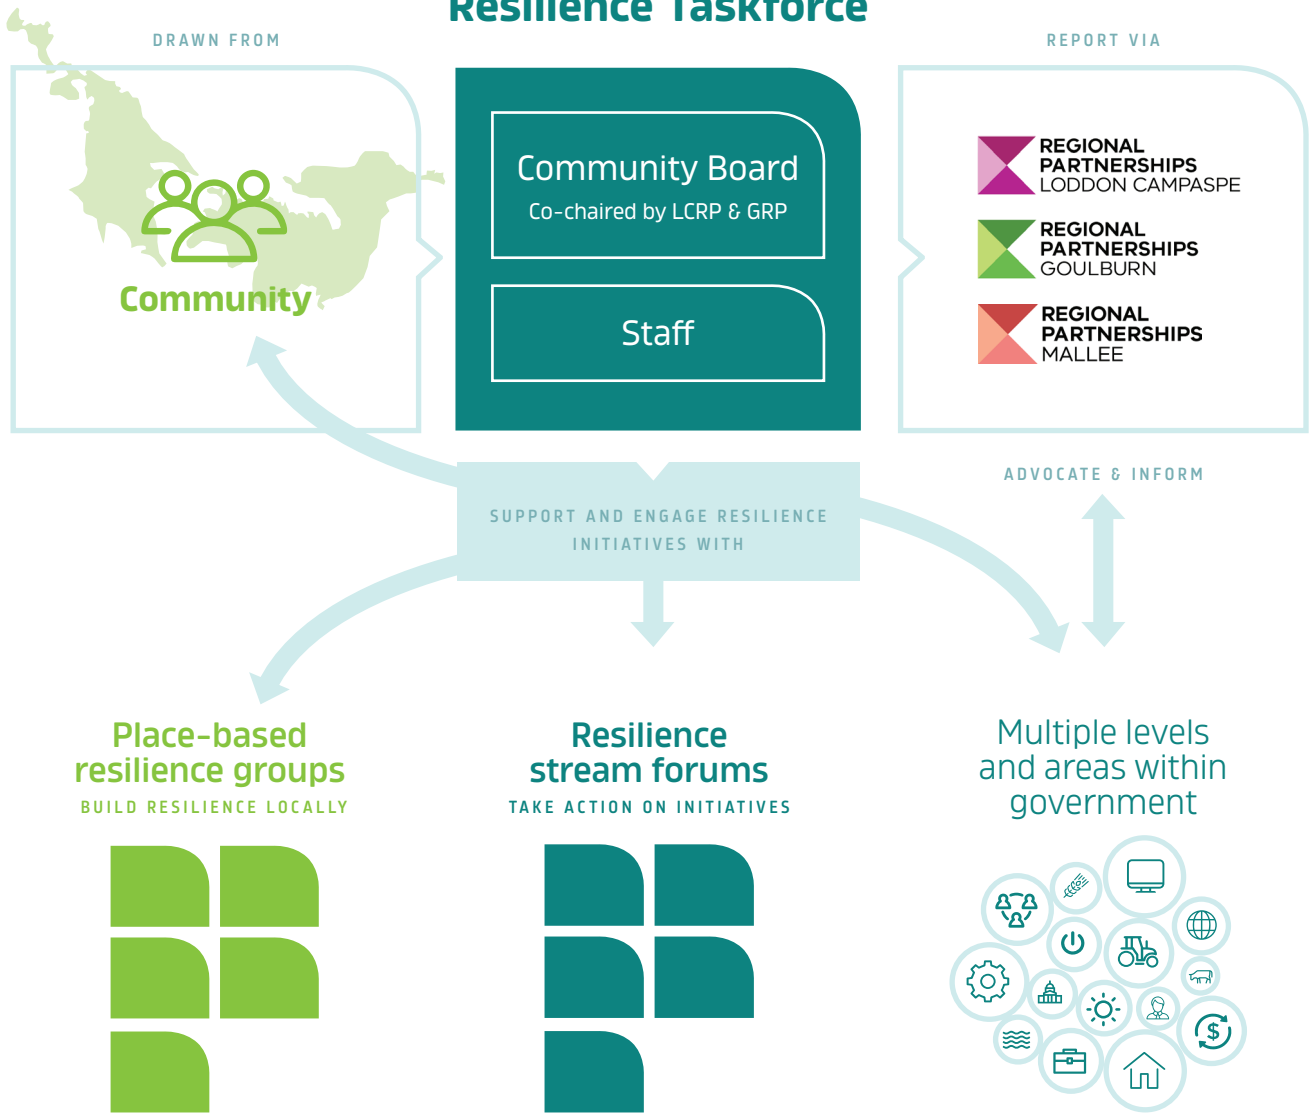 Resilience Taskforce
DRAWN FROM
REPORT VIA
Community
Community Board
Co-chaired by LCRP & GRP
Staff
REGIONAL
PARTNERSHIPS
LODDON CAMPASPE
REGIONAL
PARTNERSHIPS
GOULBURN
REGIONAL
PARTNERSHIPS
MALLEE
SUPPORT AND ENGAGE RESILIENCE
INITIATIVES WITH
ADVOCATE & INFORM
Place-based
resilience groups
BUILD RESILIENCE LOCALLY
Resilience
stream forums
TAKE ACTION ON INITIATIVES
Multiple levels
and areas within
government
$